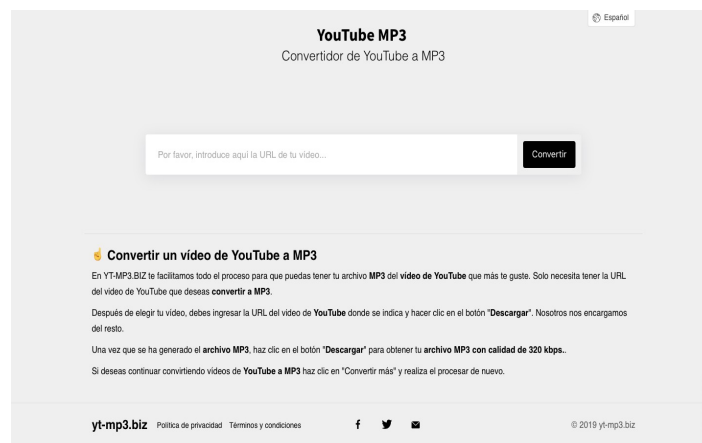 Español
YouTube MP3
Convertidor de YouTube a MP3
Por favor, introduce aquí la URL de tu vídeo...
Convertir
Convertir un vídeo de YouTube a MP3
En YT-MP3.BIZ te facilitamos todo el proceso para que puedas tener tu archivo MP3 del vídeo de YouTube que más te guste. Solo necesita tener la URL
del video de YouTube que deseas convertir a MP3.
Después de elegir tu vídeo, debes ingresar la URL del video de YouTube donde se indica y hacer clic en el botón "Descargar". Nosotros nos encargamos
del resto.
Una vez que se ha generado el archivo MP3, haz clic en el botón "Descargar" para obtener tu archivo MP3 con calidad de 320 kbps..
Si deseas continuar convirtiendo vídeos de YouTube a MP3 haz clic en "Convertir más" y realiza el procesar de nuevo.
yt-mp3.biz Política de privacidad Términos y condiciones © 2019 yt-mp3.biz